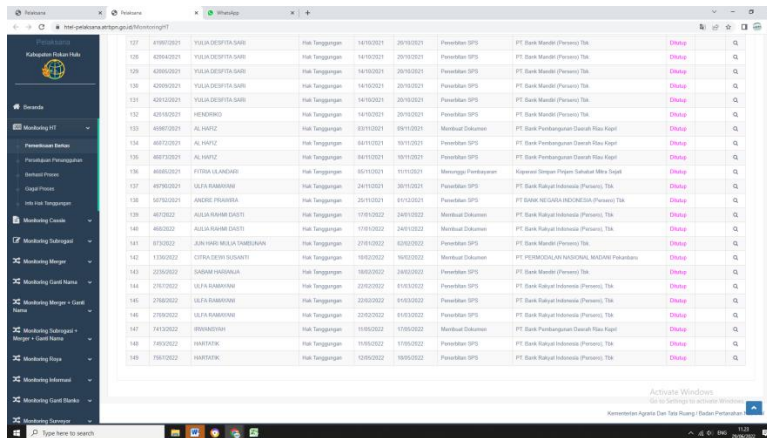 Pelaksana
Pelaksana
WhatsApp
htel-pelaksana.atrbpn.go.id/MonitoringHT
Pelaksana
Kabupaten Rokan Hulu
Beranda
Monitoring HT
Pemeriksaan Berkas
Persetujuan Penangguhan
Berhasil Proses
Gagal Proses
Info Hak Tanggungan
Monitoring Cessie
Monitoring Subrogasi
Monitoring Merger
Monitoring Ganti Nama
Monitoring Merger + Ganti Nama
Monitoring Subrogasi + Merger + Ganti Nama
Monitoring Roya
Monitoring Informasi
Monitoring Ganti Blanko
Monitoring Surveyor
127 41997/2021 YULIA DESFITA SARI Hak Tanggungan 14/10/2021 20/10/2021 Penerbitan SPS PT. Bank Mandiri (Persero) Tbk. Ditutup
128 42004/2021 YULIA DESFITA SARI Hak Tanggungan 14/10/2021 20/10/2021 Penerbitan SPS PT. Bank Mandiri (Persero) Tbk. Ditutup
129 42005/2021 YULIA DESFITA SARI Hak Tanggungan 14/10/2021 20/10/2021 Penerbitan SPS PT. Bank Mandiri (Persero) Tbk. Ditutup
130 42009/2021 YULIA DESFITA SARI Hak Tanggungan 14/10/2021 20/10/2021 Penerbitan SPS PT. Bank Mandiri (Persero) Tbk. Ditutup
131 42012/2021 YULIA DESFITA SARI Hak Tanggungan 14/10/2021 20/10/2021 Penerbitan SPS PT. Bank Mandiri (Persero) Tbk. Ditutup
132 42018/2021 HENDRIKO Hak Tanggungan 14/10/2021 20/10/2021 Penerbitan SPS PT. Bank Mandiri (Persero) Tbk. Ditutup
133 45987/2021 AL HAFIZ Hak Tanggungan 03/11/2021 09/11/2021 Membuat Dokumen PT. Bank Pembangunan Daerah Riau Kepri Ditutup
134 46072/2021 AL HAFIZ Hak Tanggungan 04/11/2021 10/11/2021 Membuat Dokumen PT. Bank Pembangunan Daerah Riau Kepri Ditutup
135 46073/2021 AL HAFIZ Hak Tanggungan 04/11/2021 10/11/2021 Membuat Dokumen PT. Bank Pembangunan Daerah Riau Kepri Ditutup
136 46695/2021 FITRIA ULANDARI Hak Tanggungan 05/11/2021 11/11/2021 Menunggu Pembayaran Koperasi Simpan Pinjam Sahabat Mitra Sejati Ditutup
137 49790/2021 ULFA RAMAYANI Hak Tanggungan 24/11/2021 30/11/2021 Penerbitan SPS PT. Bank Rakyat Indonesia (Persero), Tbk Ditutup
138 50792/2021 ANDRE PRAWIRA Hak Tanggungan 25/11/2021 01/12/2021 Penerbitan SPS PT BANK NEGARA INDONESIA (Persero) Tbk Ditutup
139 467/2022 AULIA RAHMI DASTI Hak Tanggungan 17/01/2022 24/01/2022 Membuat Dokumen PT. Bank Rakyat Indonesia (Persero), Tbk Ditutup
140 468/2022 AULIA RAHMI DASTI Hak Tanggungan 17/01/2022 24/01/2022 Membuat Dokumen PT. Bank Rakyat Indonesia (Persero), Tbk Ditutup
141 873/2022 JUN HARI MULIA TAMBUNAN Hak Tanggungan 27/01/2022 02/02/2022 Penerbitan SPS PT. Bank Mandiri (Persero) Tbk. Ditutup
142 1339/2022 CITRA DEWI SUSANTI Hak Tanggungan 10/02/2022 16/02/2022 Membuat Dokumen PT. PERMODALAN NASIONAL MADANI Pekanbaru Ditutup
143 2235/2022 SABAM HARIANJA Hak Tanggungan 18/02/2022 24/02/2022 Penerbitan SPS PT. Bank Mandiri (Persero) Tbk. Ditutup
144 2767/2022 ULFA RAMAYANI Hak Tanggungan 22/02/2022 01/03/2022 Penerbitan SPS PT. Bank Rakyat Indonesia (Persero), Tbk Ditutup
145 2768/2022 ULFA RAMAYANI Hak Tanggungan 22/02/2022 01/03/2022 Penerbitan SPS PT. Bank Rakyat Indonesia (Persero), Tbk Ditutup
146 2769/2022 ULFA RAMAYANI Hak Tanggungan 22/02/2022 01/03/2022 Penerbitan SPS PT. Bank Rakyat Indonesia (Persero), Tbk Ditutup
147 7413/2022 IRWANSYAH Hak Tanggungan 11/05/2022 17/05/2022 Membuat Dokumen PT. Bank Pembangunan Daerah Riau Kepri Ditutup
148 7493/2022 HARTATIK Hak Tanggungan 11/05/2022 17/05/2022 Penerbitan SPS PT. Bank Rakyat Indonesia (Persero), Tbk Ditutup
149 7567/2022 HARTATIK Hak Tanggungan 12/05/2022 18/05/2022 Penerbitan SPS PT. Bank Rakyat Indonesia (Persero), Tbk Ditutup
Activate Windows
Go to Settings to activate Windows.
Kementerian Agraria Dan Tata Ruang / Badan Pertanahan
Type here to search
ENG
11.23
29/06/2022